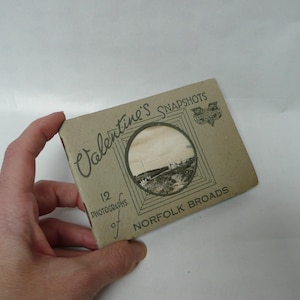 Valentine's SNAPSHOTS
12
PHOTOGRAPHS
of
NORFOLK BROADS